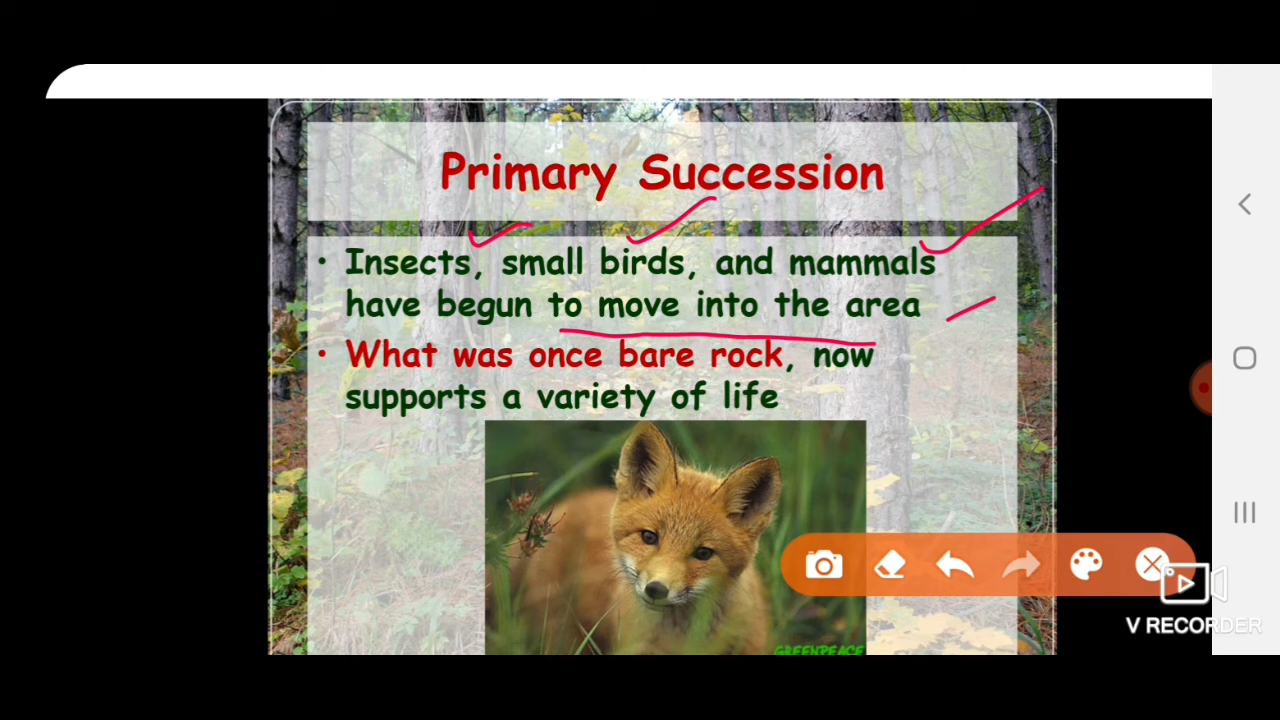 Primary Succession
• Insects, small birds, and mammals
have begun to move into the area
• What was once bare rock, now
supports a variety of life
GREENPEACE
V RECORDER